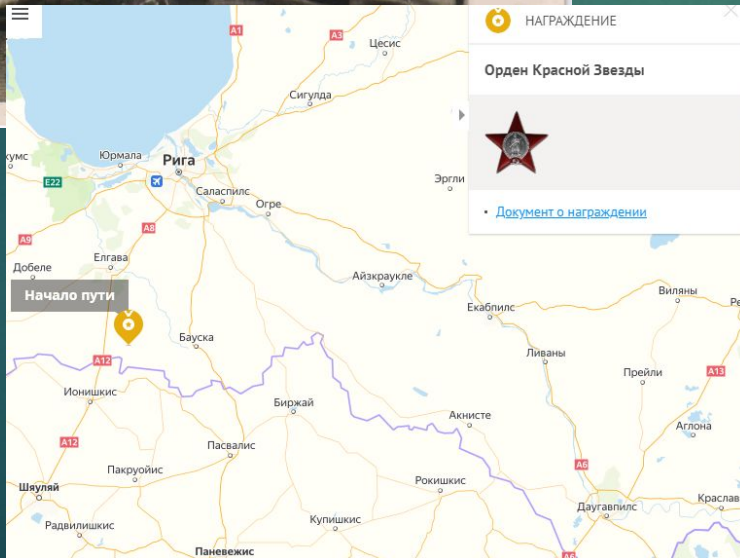 НАГРАЖДЕНИЕ
Орден Красной Звезды
• Документ о награждении
A1
A3
Цесис
Сигулда
Юрмала
Рига
кумс
E22
Саласпилс
Огре
Эргли
A8
A9
Елгава
Добеле
Айзкраукле
Начало пути
Екабпилс
Виляны
Ре
Бауска
Ливаны
A12
Прейли
A13
Ионишкис
Биржай
Акнисте
Аглона
A12
Пасвалис
Пакруойис
A6
Рокишкис
Шяуляй
Даугавпилс
Краслав
Радвилишкис
Купишкис
Паневежис
A6